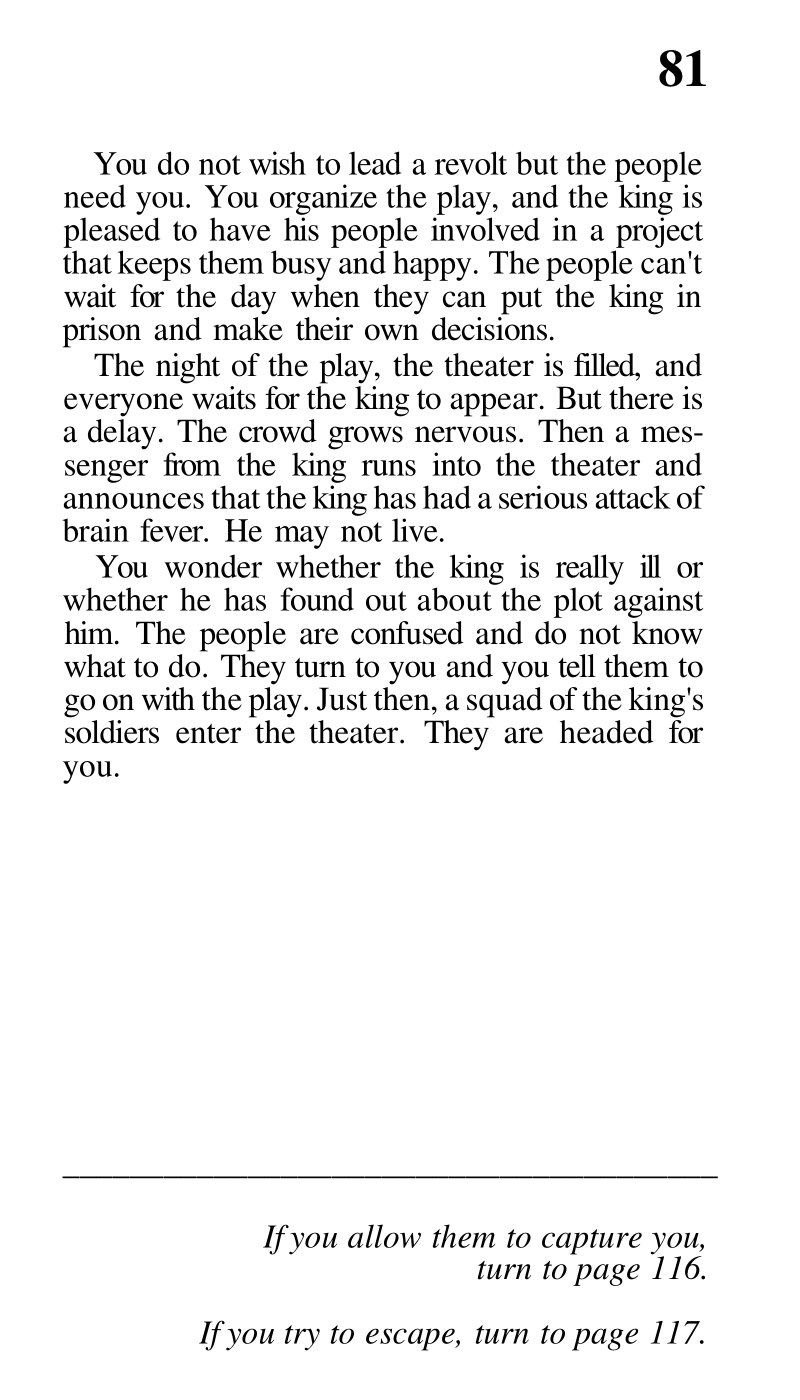 81
You do not wish to lead a revolt but the people
need you. You organize the play, and the king is
pleased to have his people involved in a project
that keeps them busy and happy. The people can't
wait for the day when they can put the king in
prison and make their own decisions.
The night of the play, the theater is filled, and
everyone waits for the king to appear. But there is
a delay. The crowd grows nervous. Then a mes-
senger from the king runs into the theater and
announces that the king has had a serious attack of
brain fever. He may not live.
You wonder whether the king is really ill or
whether he has found out about the plot against
him. The people are confused and do not know
what to do. They turn to you and you tell them to
go on with the play. Just then, a squad of the king's
soldiers enter the theater. They are headed for
you.
If you allow them to capture you,
turn to page 116.
If you try to escape, turn to page 117.